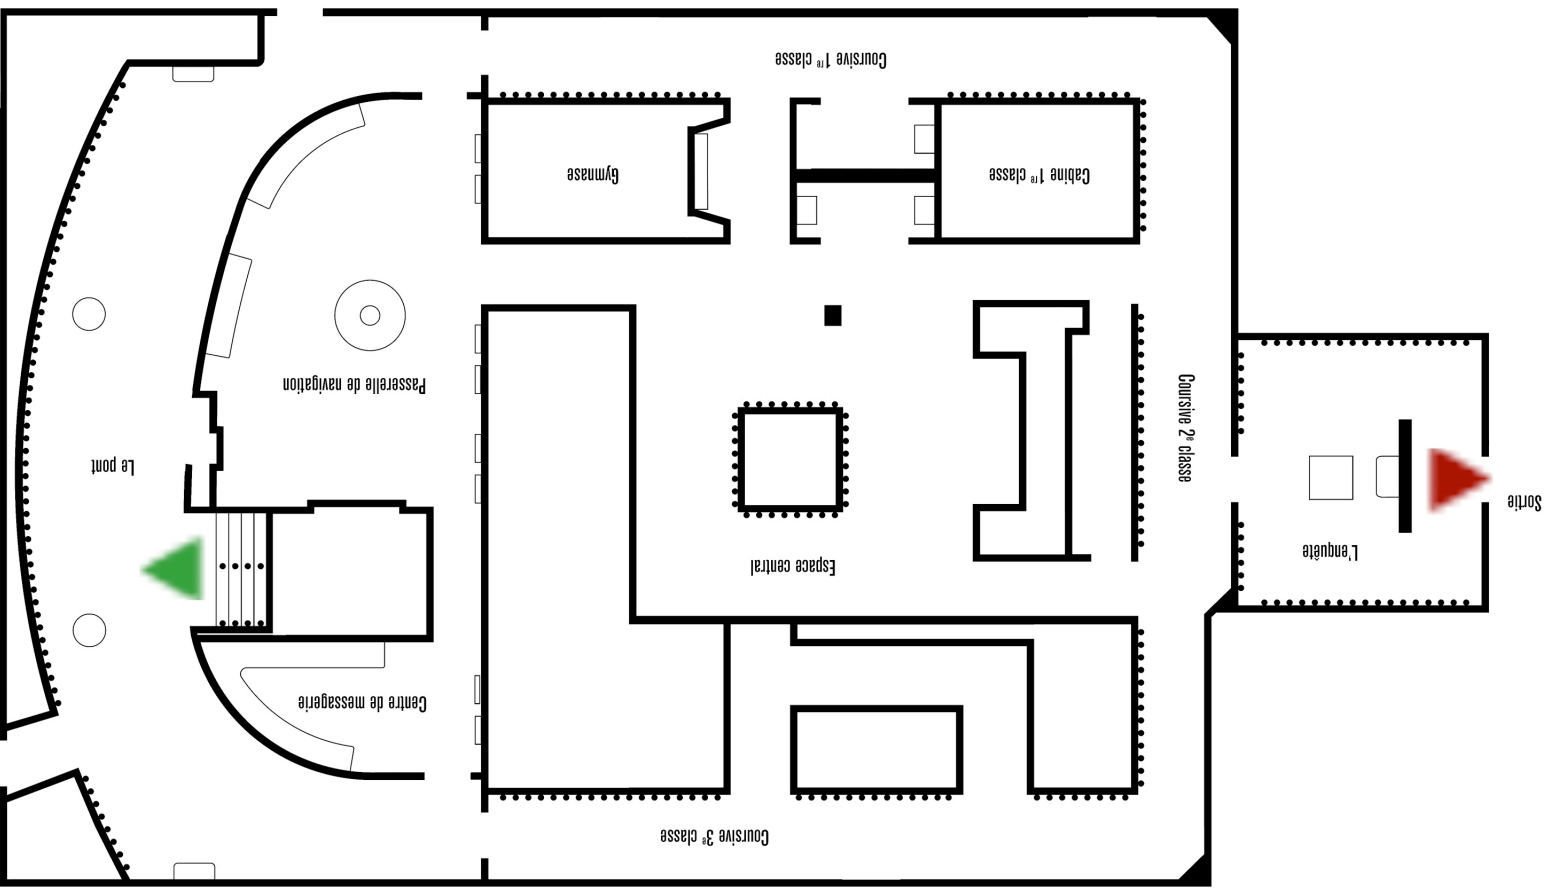 Coursive 1re classe
Gymnase
Cabine 1re classe
Passerelle de navigation
Coursive 2e classe
Le pont
Sortie
L'enquête
Espace central
Centre de messagerie
Coursive 3e classe